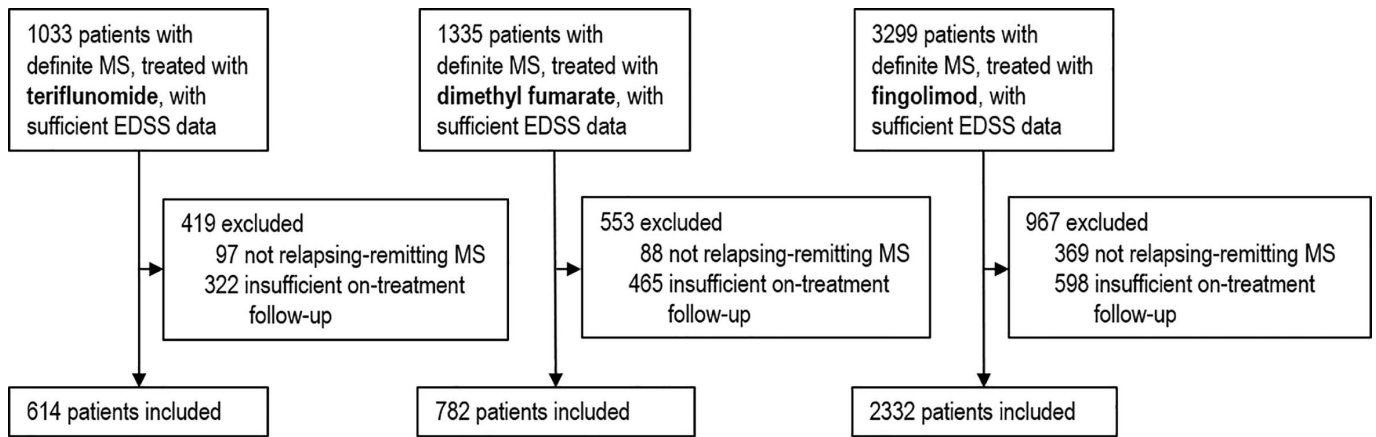 1033 patients with
definite MS, treated with
teriflunomide, with
sufficient EDSS data
1335 patients with
definite MS, treated with
dimethyl fumarate, with
sufficient EDSS data
3299 patients with
definite MS, treated with
fingolimod, with
sufficient EDSS data
419 excluded
97 not relapsing-remitting MS
322 insufficient on-treatment
follow-up
553 excluded
88 not relapsing-remitting MS
465 insufficient on-treatment
follow-up
967 excluded
369 not relapsing-remitting MS
598 insufficient on-treatment
follow-up
614 patients included
782 patients included
2332 patients included